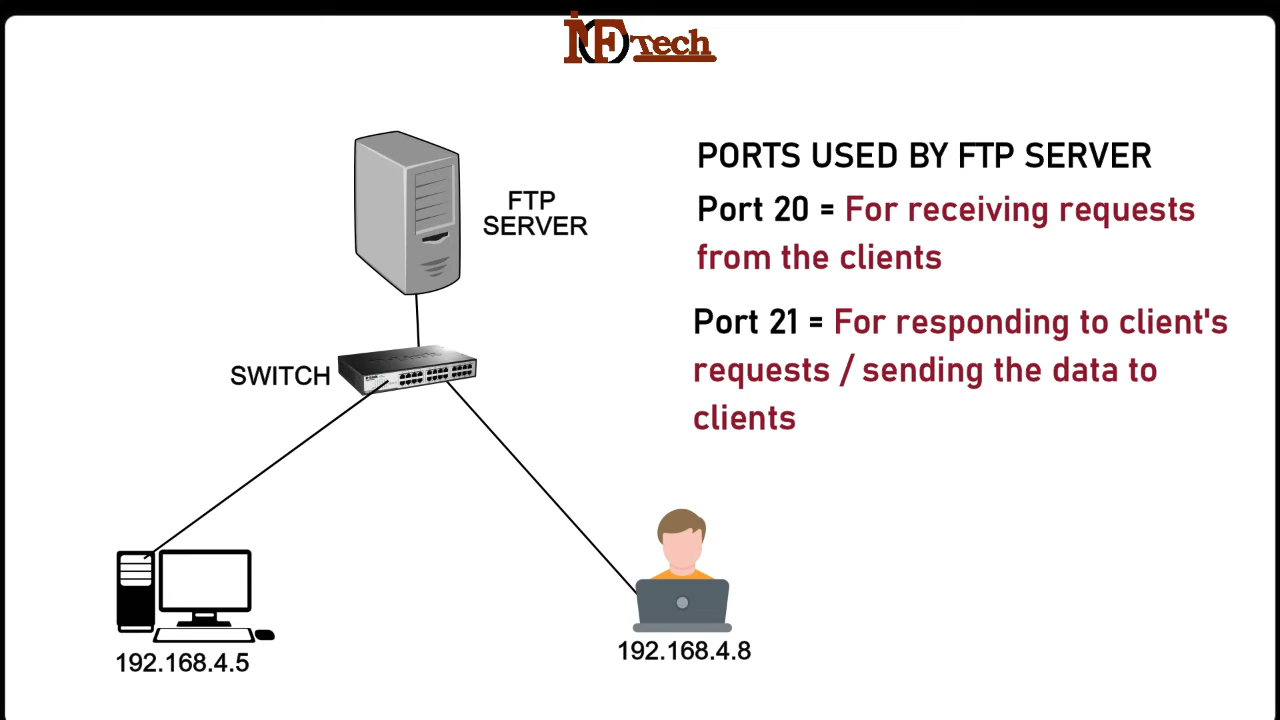 iNFOTech
PORTS USED BY FTP SERVER
Port 20 = For receiving requests
from the clients
Port 21 = For responding to client's
requests / sending the data to
clients
FTP
SERVER
SWITCH
192.168.4.5
192.168.4.8